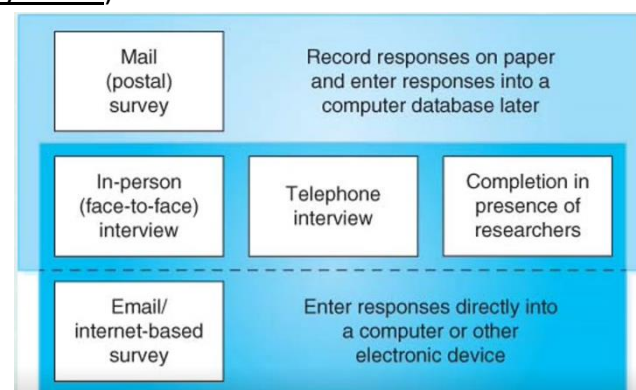 Mail
(postal)
survey
Record responses on paper
and enter responses into a
computer database later
In-person
(face-to-face)
interview
Telephone
interview
Completion in
presence of
researchers
Email/
internet-based
survey
Enter responses directly into
a computer or other
electronic device